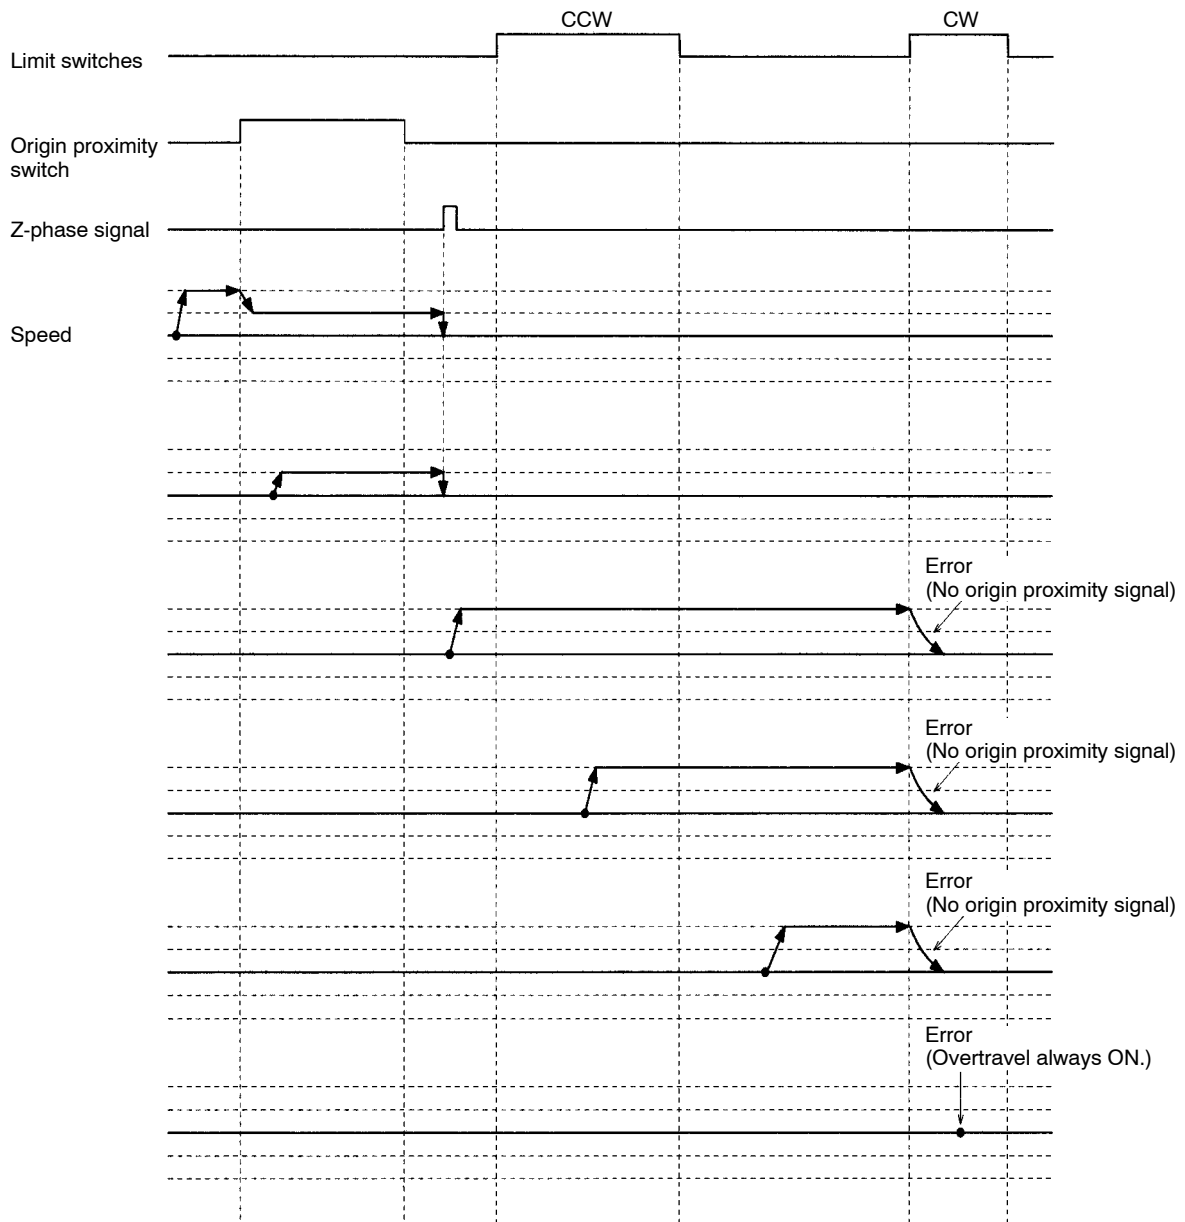 CCW
CW
Limit switches
Origin proximity
switch
Z-phase signal
Speed
Error
(No origin proximity signal)
Error
(No origin proximity signal)
Error
(No origin proximity signal)
Error
(Overtravel always ON.)